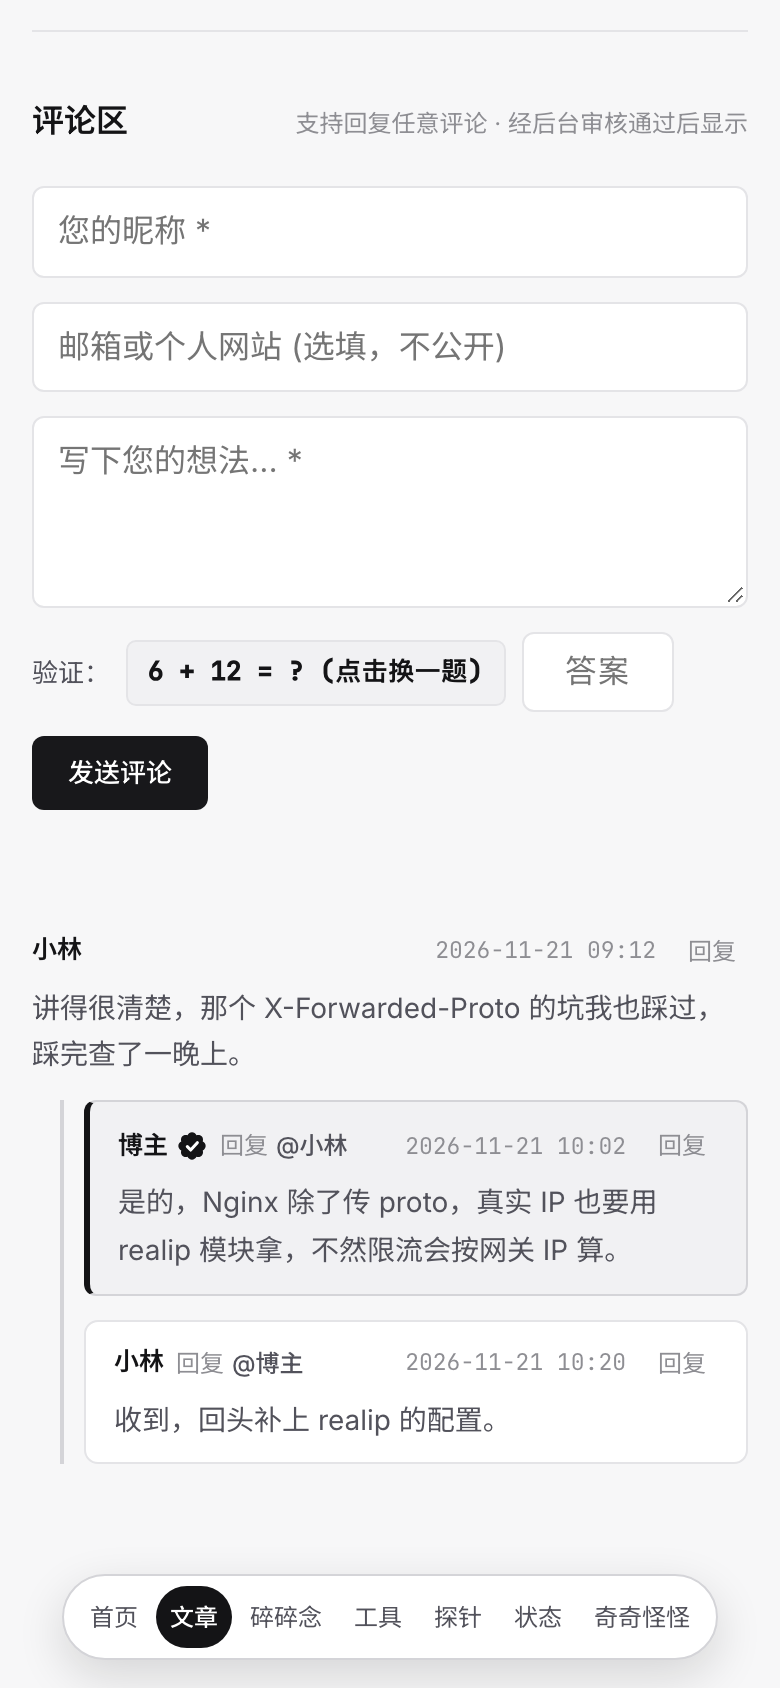 评论区
支持回复任意评论 · 经后台审核通过后显示
您的昵称 *
邮箱或个人网站 (选填，不公开)
写下您的想法... *
验证：
6 + 12 = ? (点击换一题)
答案
发送评论
小林 2026-11-21 09:12 回复
讲得很清楚，那个 X-Forwarded-Proto 的坑我也踩过，
踩完查了一晚上。
博主 回复 @小林 2026-11-21 10:02 回复
是的，Nginx 除了传 proto，真实 IP 也要用
realip 模块拿，不然限流会按网关 IP 算。
小林 回复 @博主 2026-11-21 10:20 回复
收到，回头补上 realip 的配置。
首页 文章 碎碎念 工具 探针 状态 奇奇怪怪